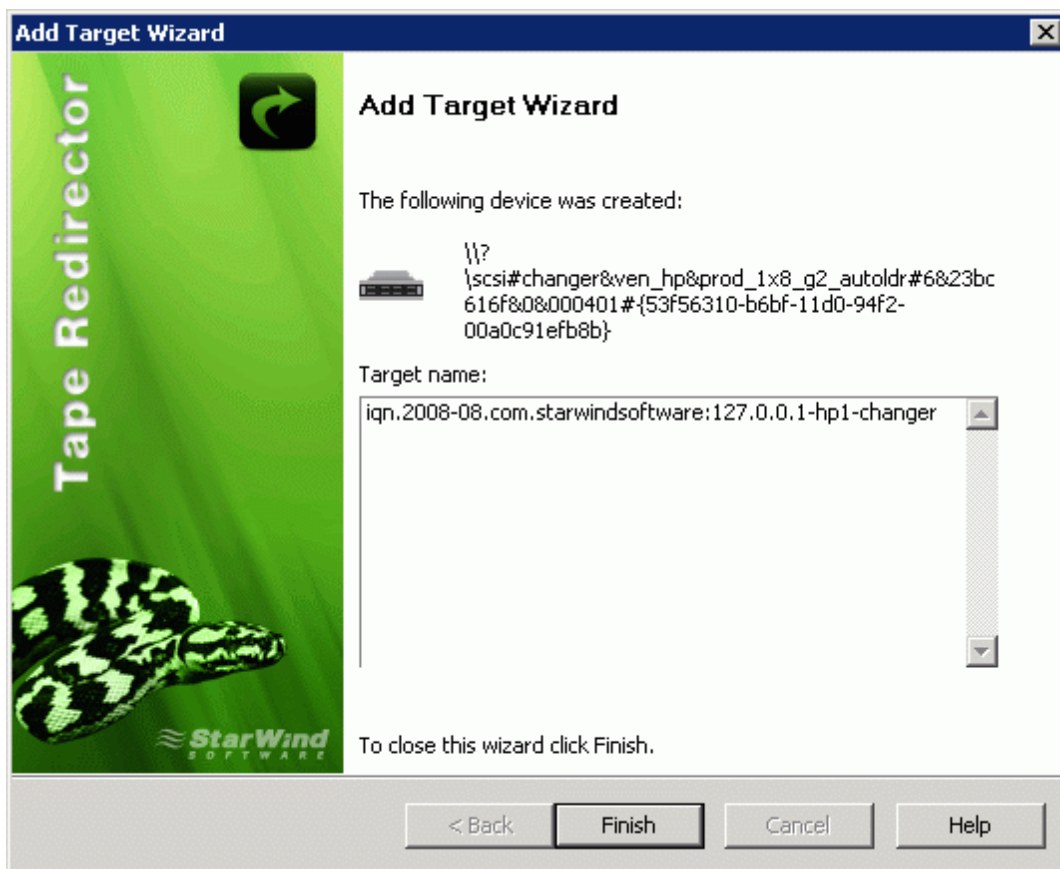 Add Target Wizard
Tape Redirector
Add Target Wizard
The following device was created:
\\?
\scsi#changer&ven_hp&prod_1x8_g2_autoldr#6&23bc
616f&0&000401#{53f56310-b6bf-11d0-94f2-
00a0c91efb8b}
Target name:
iqn.2008-08.com.starwindsoftware:127.0.0.1-hp1-changer
StarWind
SOFTWARE
To close this wizard click Finish.
< Back
Finish
Cancel
Help